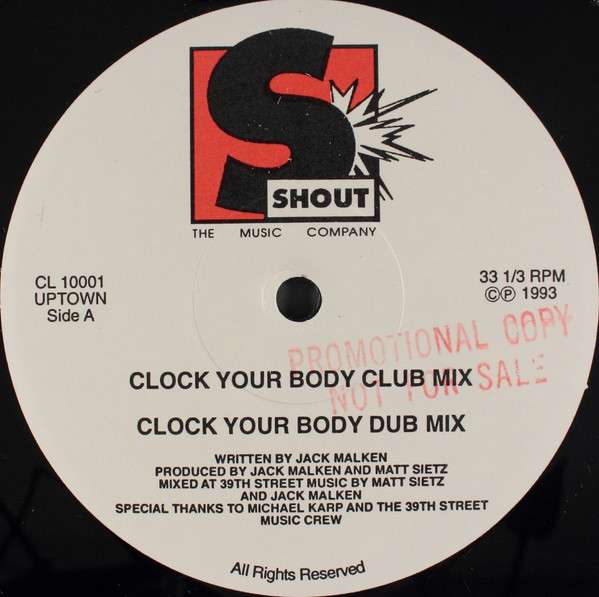 S
SHOUT
THE MUSIC COMPANY
CL 10001
UPTOWN
Side A
33 1/3 RPM
©℗ 1993
PROMOTIONAL COPY
NOT FOR SALE
CLOCK YOUR BODY CLUB MIX
CLOCK YOUR BODY DUB MIX
WRITTEN BY JACK MALKEN
PRODUCED BY JACK MALKEN AND MATT SIETZ
MIXED AT 39TH STREET MUSIC BY MATT SIETZ
AND JACK MALKEN
SPECIAL THANKS TO MICHAEL KARP AND THE 39TH STREET
MUSIC CREW
All Rights Reserved